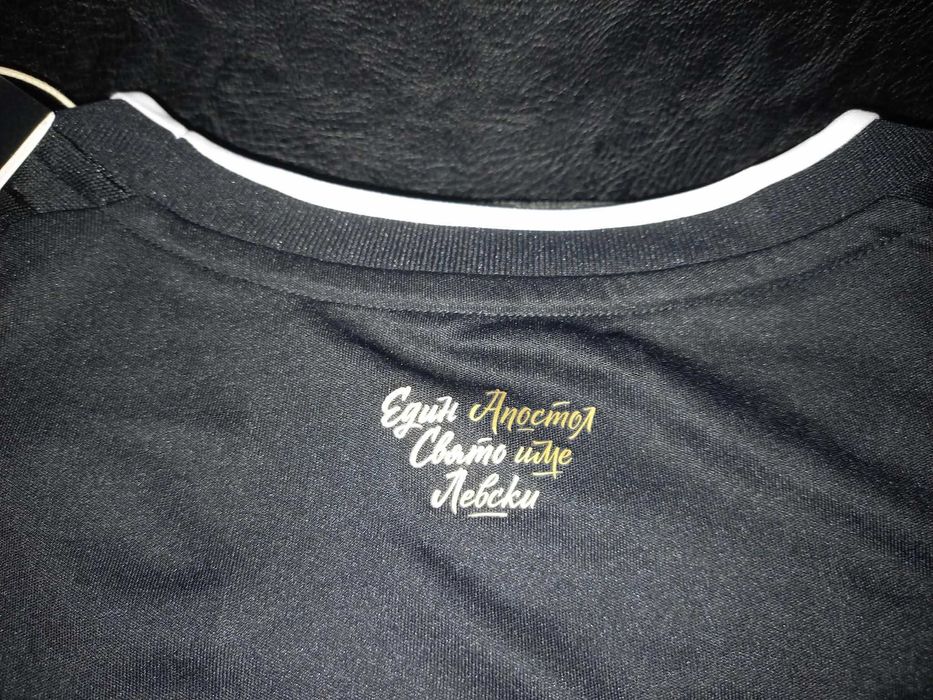 Един Апостол
Свято име
Левски